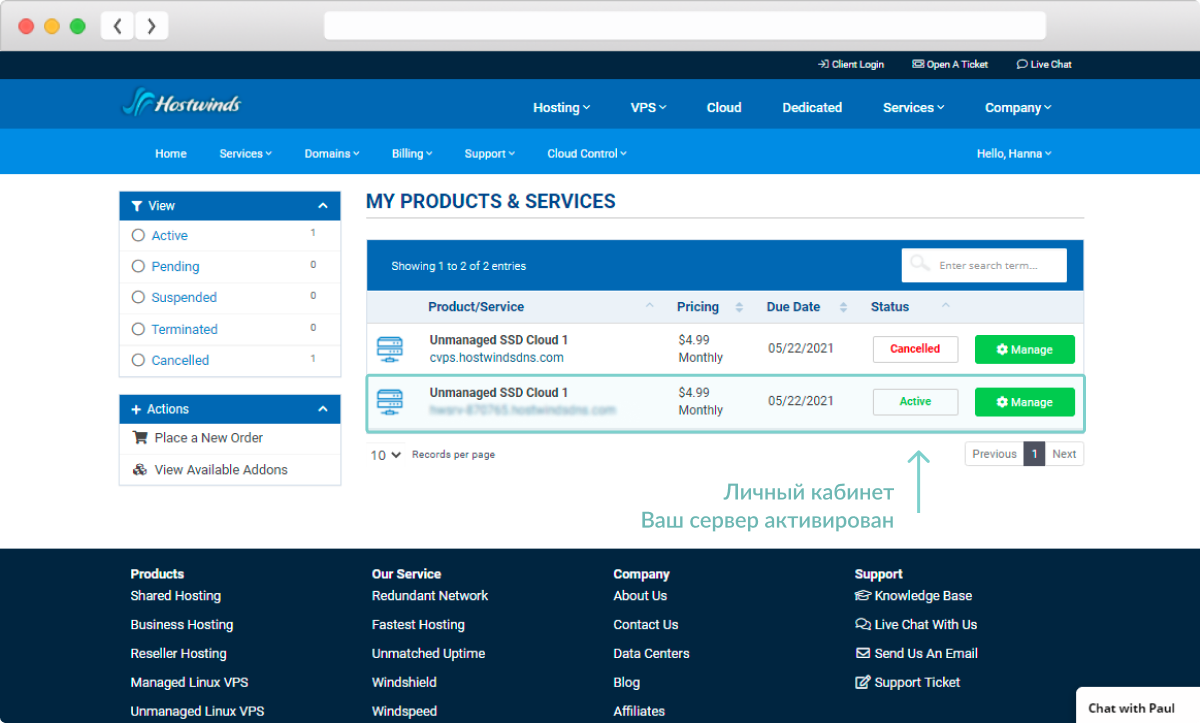 Client Login Open A Ticket Live Chat
Hostwinds Hosting VPS Cloud Dedicated Services Company
Home Services Domains Billing Support Cloud Control Hello, Hanna
View
Active 1
Pending 0
Suspended 0
Terminated 0
Cancelled 1
Actions
Place a New Order
View Available Addons
MY PRODUCTS & SERVICES
Showing 1 to 2 of 2 entries Enter search term...
Product/Service Pricing Due Date Status
Unmanaged SSD Cloud 1 $4.99 05/22/2021 Cancelled Manage
cvps.hostwindsdns.com Monthly
Unmanaged SSD Cloud 1 $4.99 05/22/2021 Active Manage
Monthly
10 Records per page Previous 1 Next
Личный кабинет
Ваш сервер активирован
Products Our Service Company Support
Shared Hosting Redundant Network About Us Knowledge Base
Business Hosting Fastest Hosting Contact Us Live Chat With Us
Reseller Hosting Unmatched Uptime Data Centers Send Us An Email
Managed Linux VPS Windshield Blog Support Ticket
Unmanaged Linux VPS Windspeed Affiliates
Chat with Paul